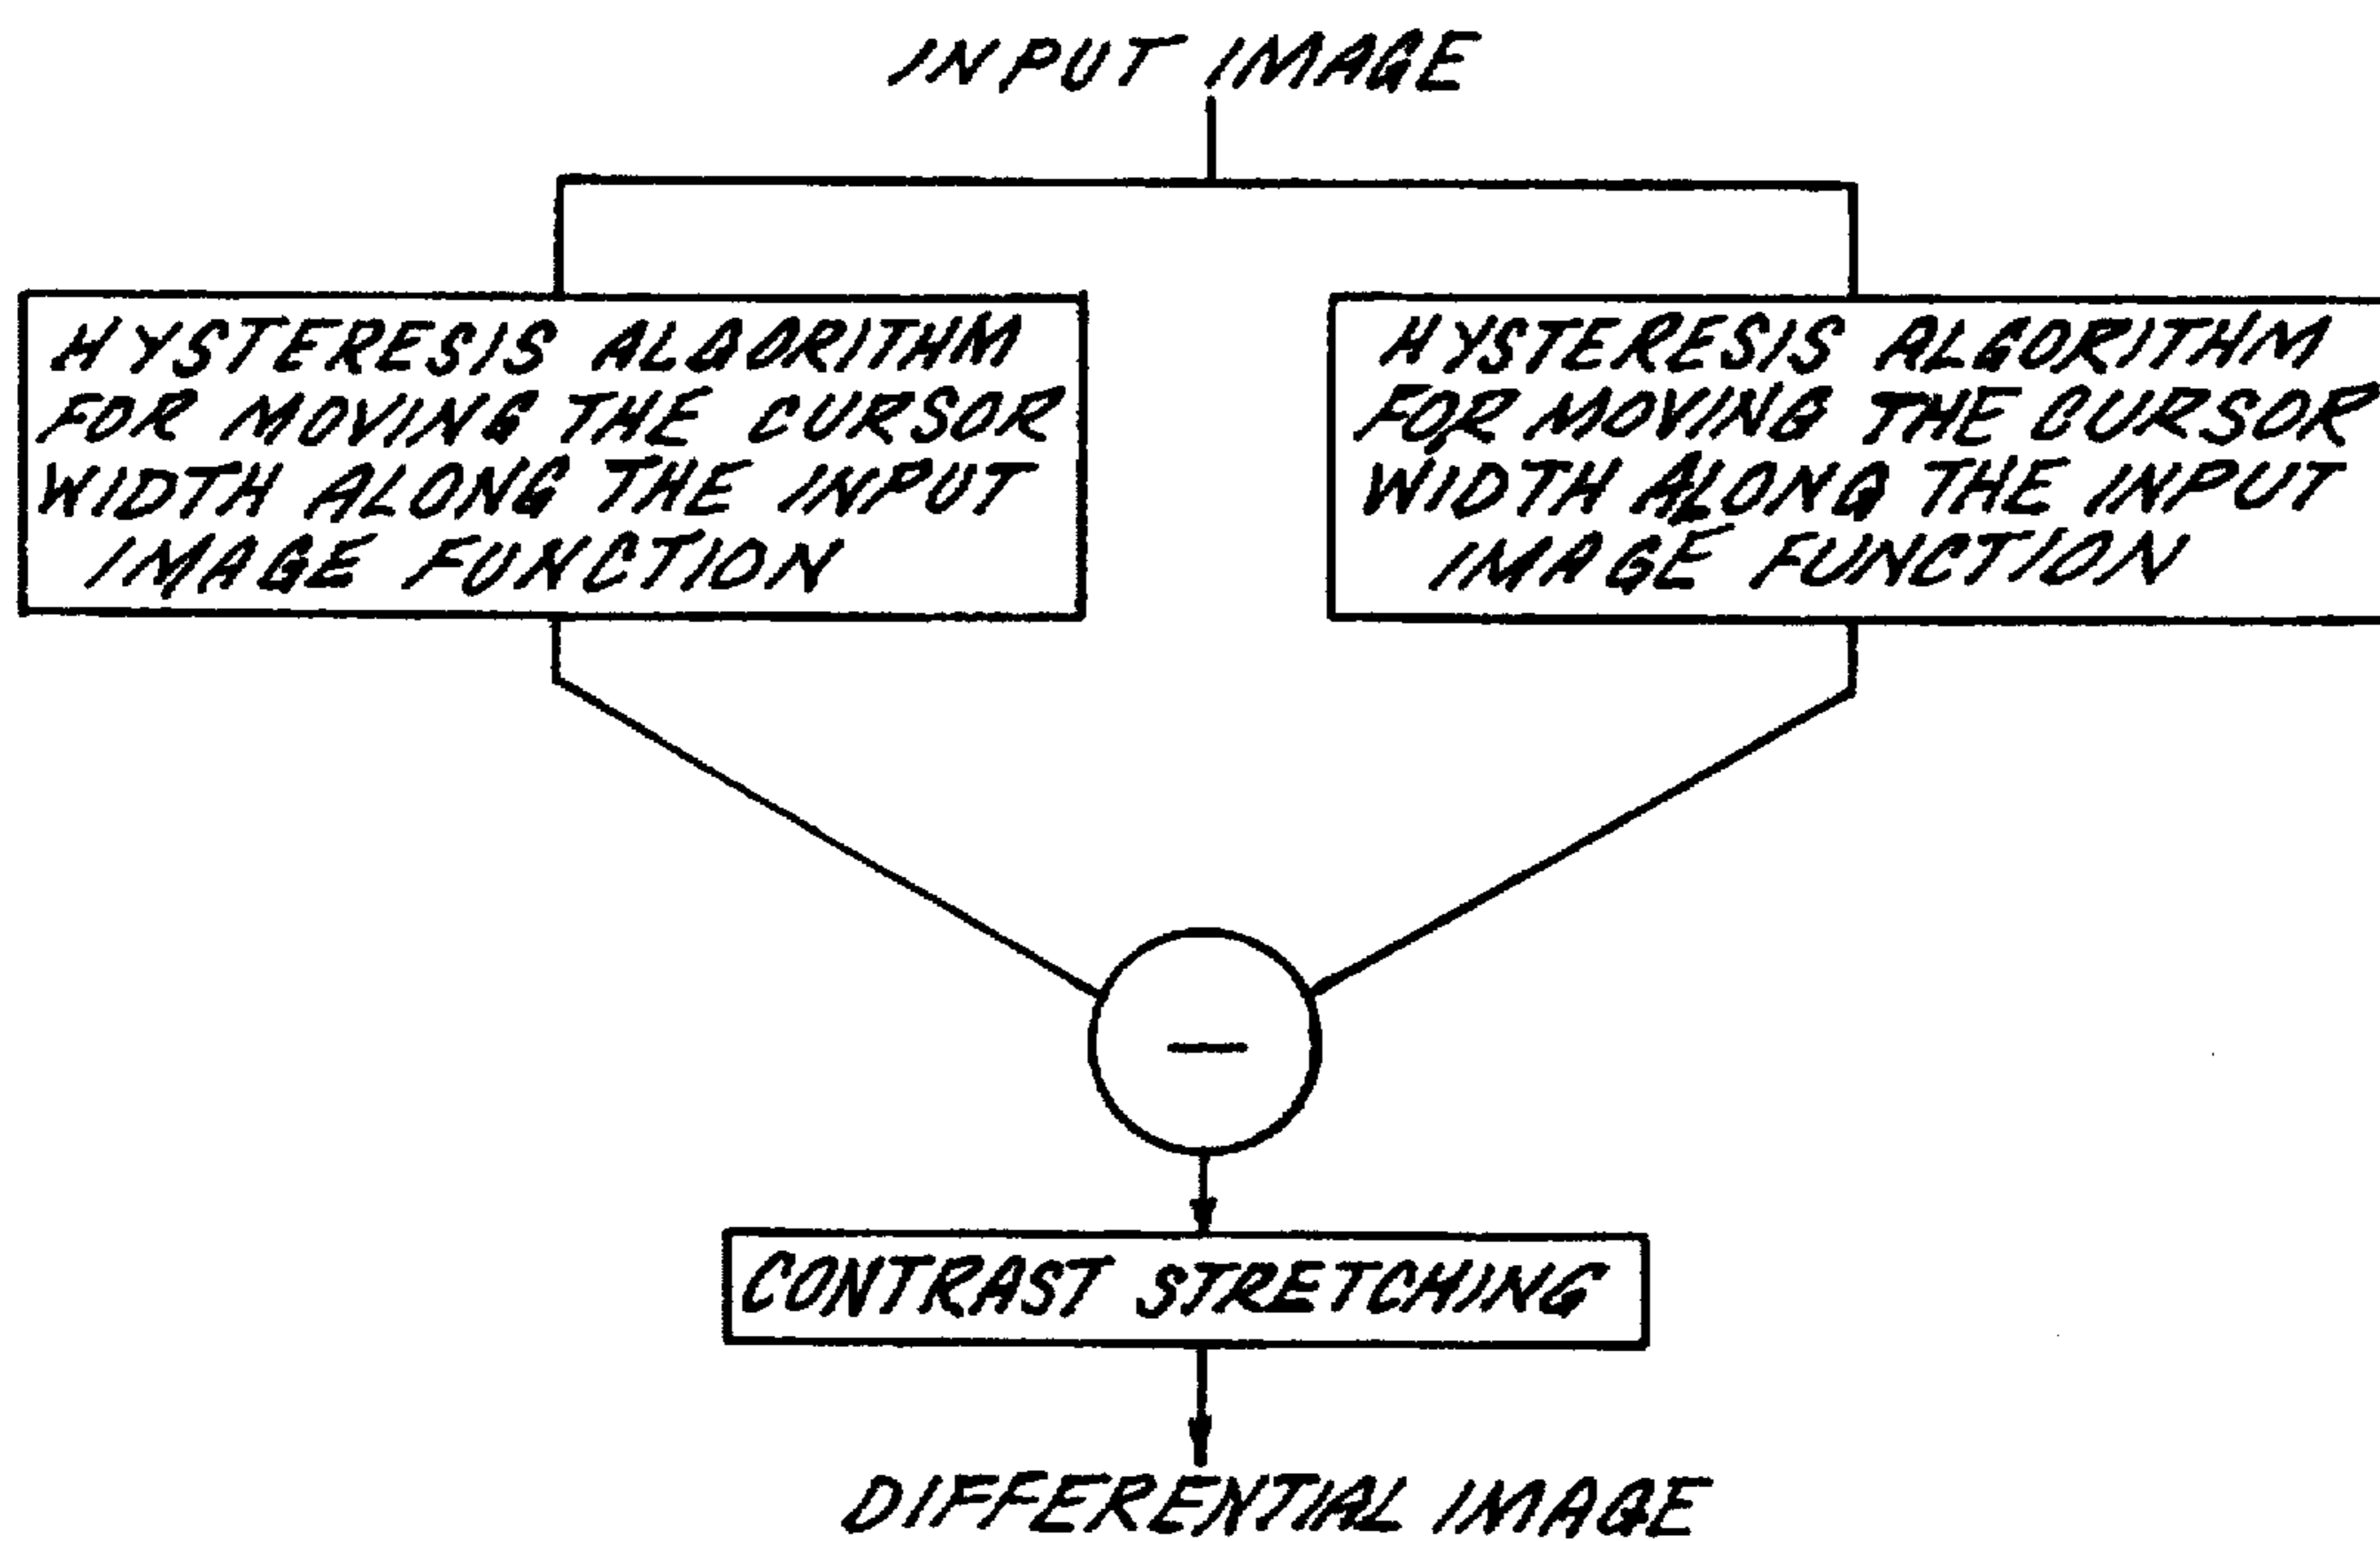 INPUT IMAGE
HYSTERESIS ALGORITHM
FOR MOVING THE CURSOR
WIDTH ALONG THE INPUT
IMAGE FUNCTION
HYSTERESIS ALGORITHM
FOR MOVING THE CURSOR
WIDTH ALONG THE INPUT
IMAGE FUNCTION
—
CONTRAST STRETCHING
DIFFERENTIAL IMAGE